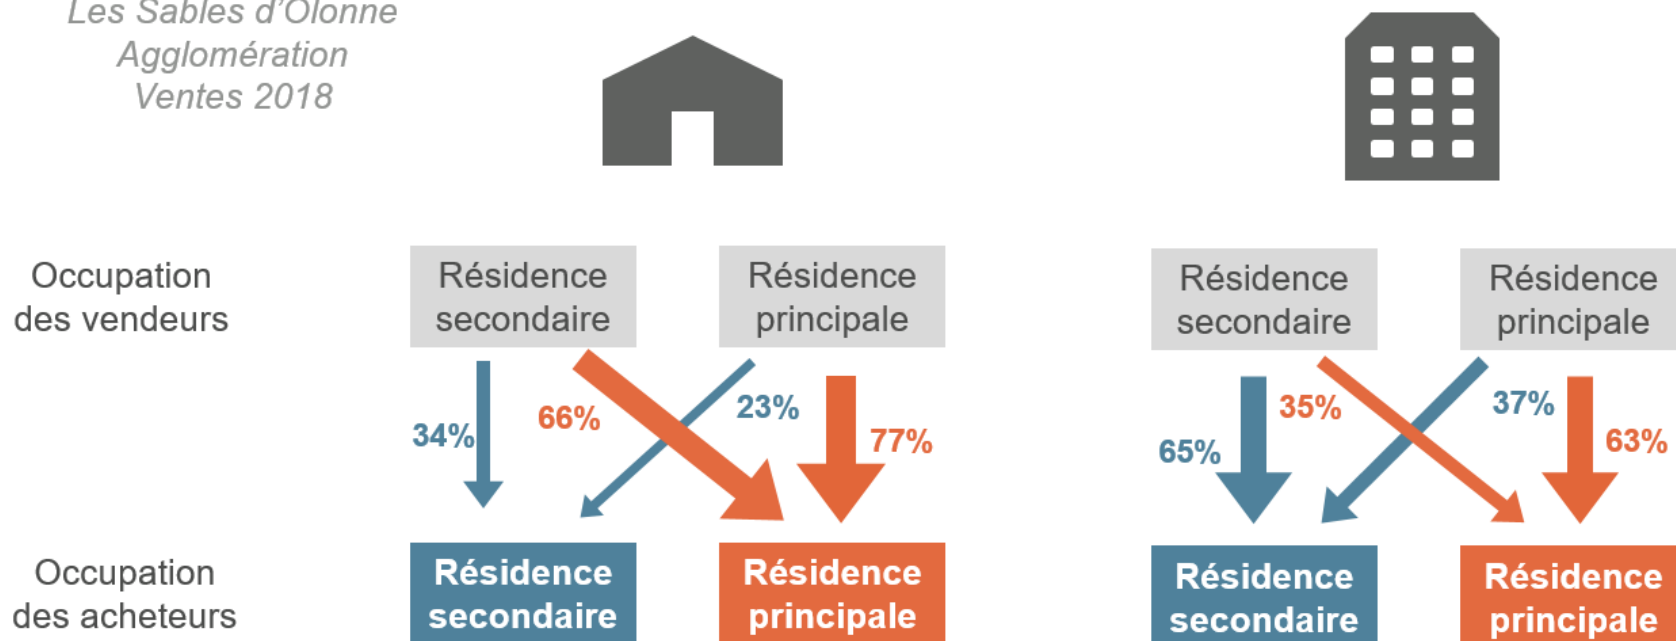 Les Sables d'Olonne
Agglomération
Ventes 2018
Occupation
des vendeurs
Résidence
secondaire
Résidence
principale
Résidence
secondaire
Résidence
principale
34%
66%
23%
77%
65%
35%
37%
63%
Occupation
des acheteurs
Résidence
secondaire
Résidence
principale
Résidence
secondaire
Résidence
principale